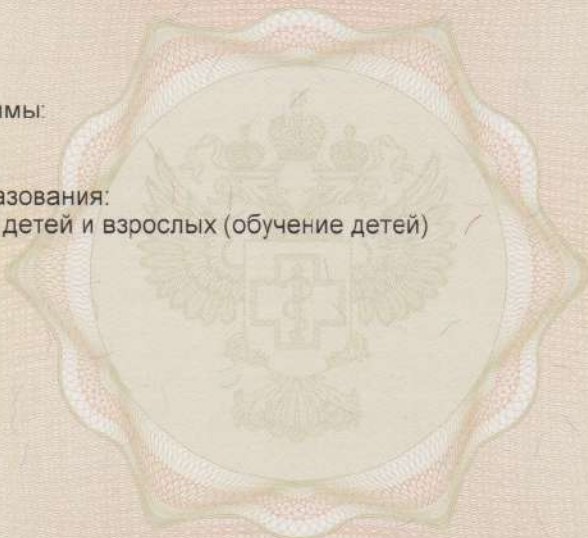 ммы:
азования:
детей и взрослых (обучение детей)